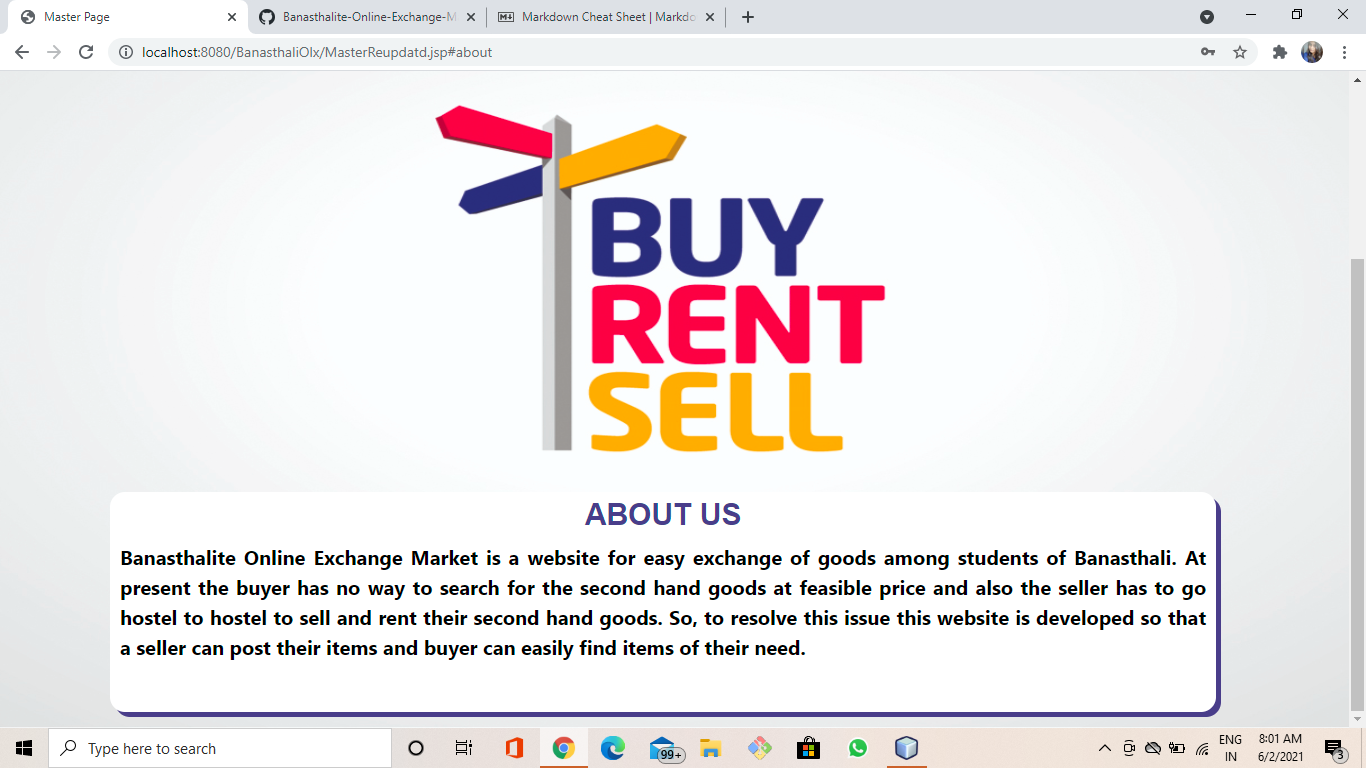 Master Page
Banasthalite-Online-Exchange-M
Markdown Cheat Sheet | Markdo
localhost:8080/BanasthaliOlx/MasterReupdatd.jsp#about
BUY
RENT
SELL
ABOUT US
Banasthalite Online Exchange Market is a website for easy exchange of goods among students of Banasthali. At
present the buyer has no way to search for the second hand goods at feasible price and also the seller has to go
hostel to hostel to sell and rent their second hand goods. So, to resolve this issue this website is developed so that
a seller can post their items and buyer can easily find items of their need.
Type here to search
99+
ENG
IN
8:01 AM
6/2/2021
3